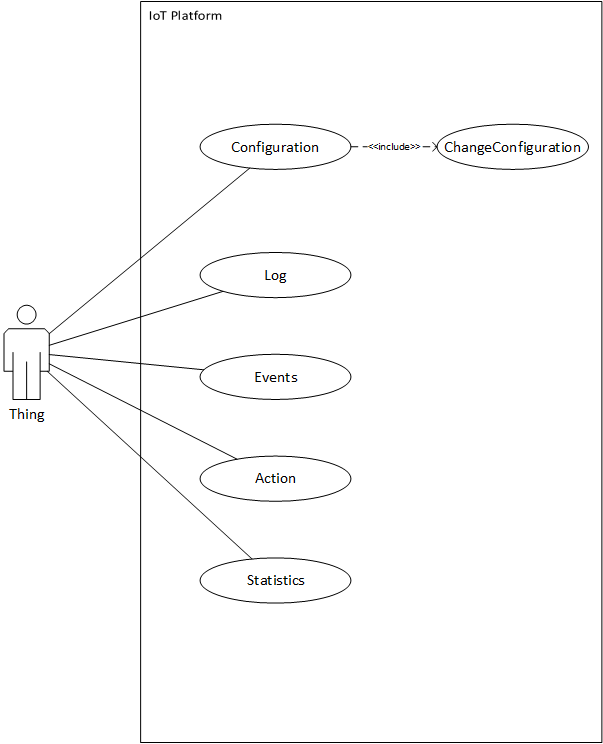 IoT Platform
Configuration
<<include>>
ChangeConfiguration
Log
Events
Thing
Action
Statistics